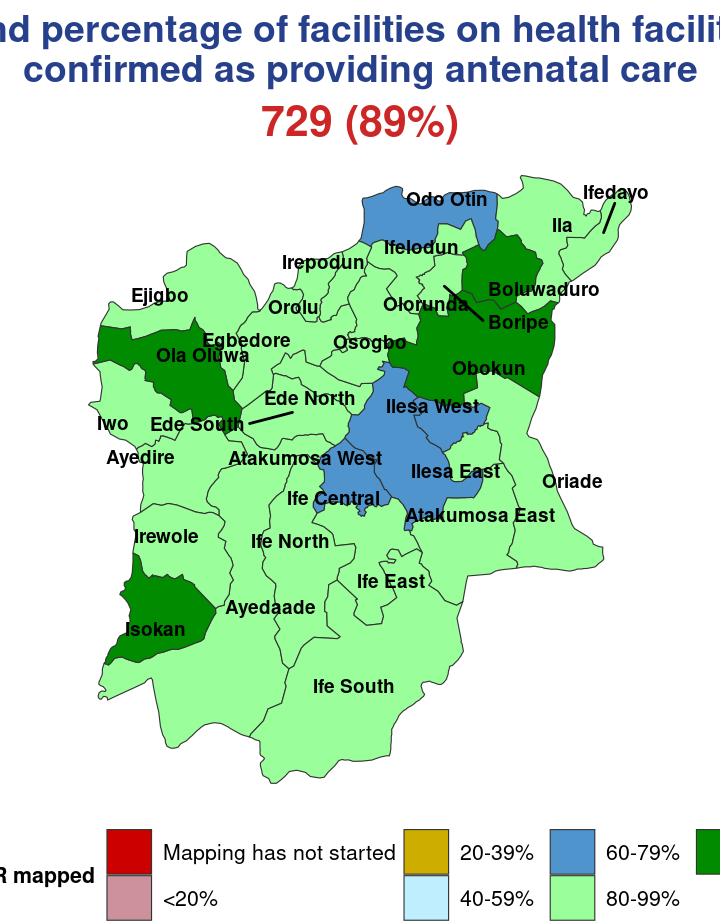 nd percentage of facilities on health facilit
confirmed as providing antenatal care
729 (89%)
Ifedayo
Odo Otin
Ila
Ifelodun
Irepodun
Boluwaduro
Ejigbo
Orolu
Olorunda
Boripe
Egbedore
Osogbo
Ola Oluwa
Obokun
Ede North
Ilesa West
Iwo
Ede South
Ayedire
Atakumosa West
Ilesa East
Oriade
Ife Central
Atakumosa East
Irewole
Ife North
Ife East
Ayedaade
Isokan
Ife South
R mapped
Mapping has not started
20-39%
60-79%
<20%
40-59%
80-99%